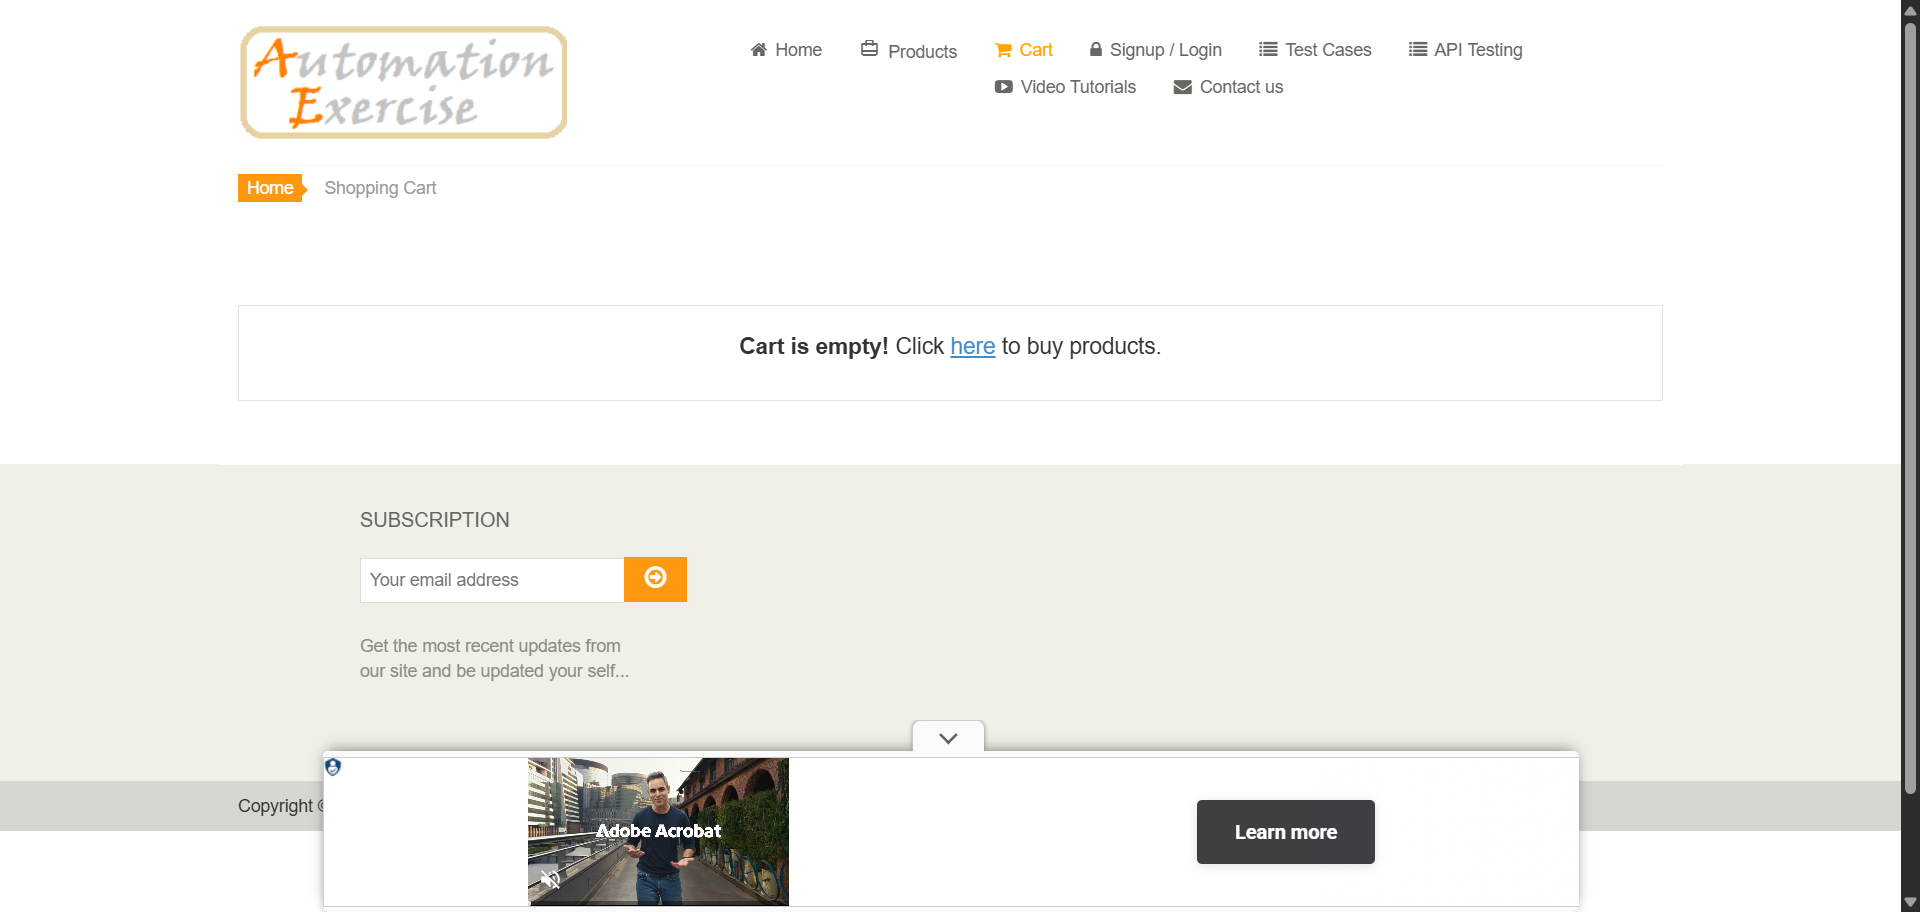 Automation
Exercise
Home
Products
Cart
Signup / Login
Test Cases
API Testing
Video Tutorials
Contact us
Home
Shopping Cart
Cart is empty! Click here to buy products.
SUBSCRIPTION
Your email address
Get the most recent updates from
our site and be updated your self...
Copyright
Adobe Acrobat
Learn more